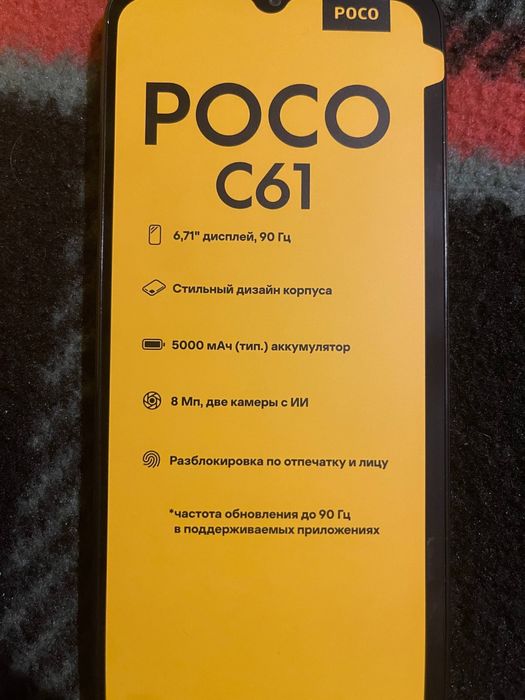 POCO
POCO
C61
6,71" дисплей, 90 Гц
Стильный дизайн корпуса
5000 мАч (тип.) аккумулятор
8 Мп, две камеры с ИИ
Разблокировка по отпечатку и лицу
*частота обновления до 90 Гц
в поддерживаемых приложениях